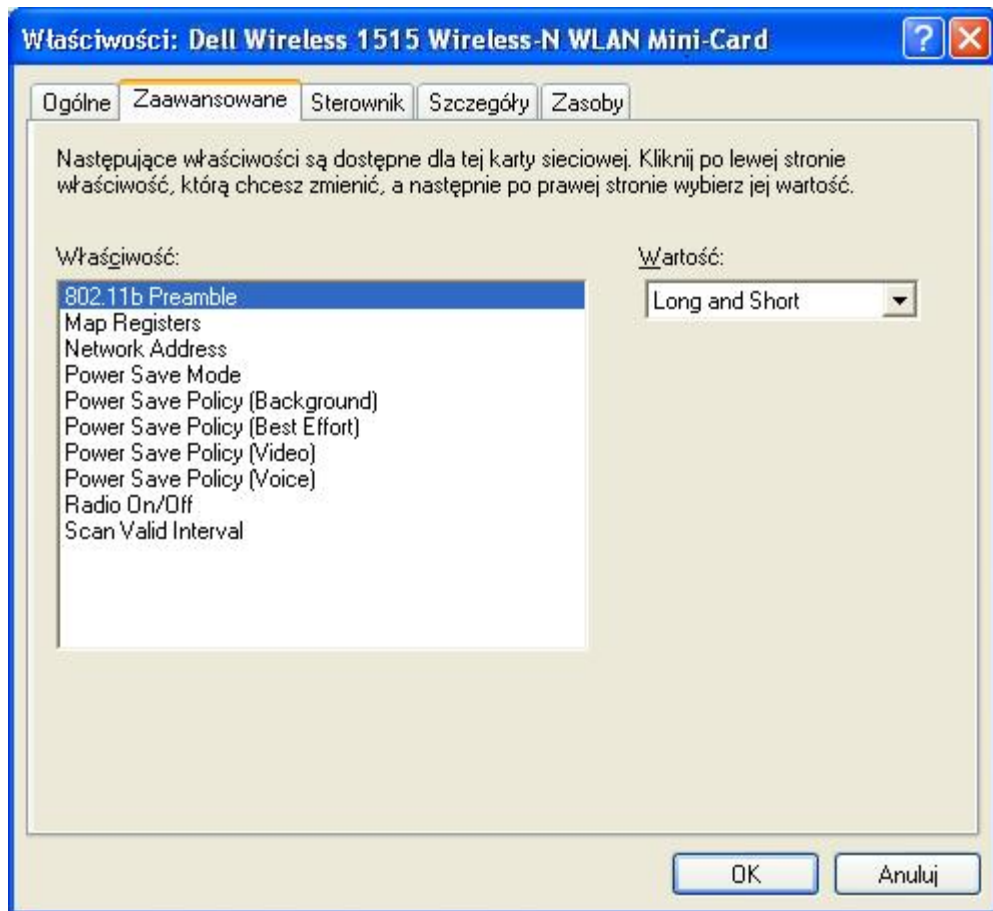 Właściwości: Dell Wireless 1515 Wireless-N WLAN Mini-Card
Ogólne Zaawansowane Sterownik Szczegóły Zasoby
Następujące właściwości są dostępne dla tej karty sieciowej. Kliknij po lewej stronie
właściwość, którą chcesz zmienić, a następnie po prawej stronie wybierz jej wartość.
Właściwość:
802.11b Preamble
Map Registers
Network Address
Power Save Mode
Power Save Policy (Background)
Power Save Policy (Best Effort)
Power Save Policy (Video)
Power Save Policy (Voice)
Radio On/Off
Scan Valid Interval
Wartość:
Long and Short
OK Anuluj